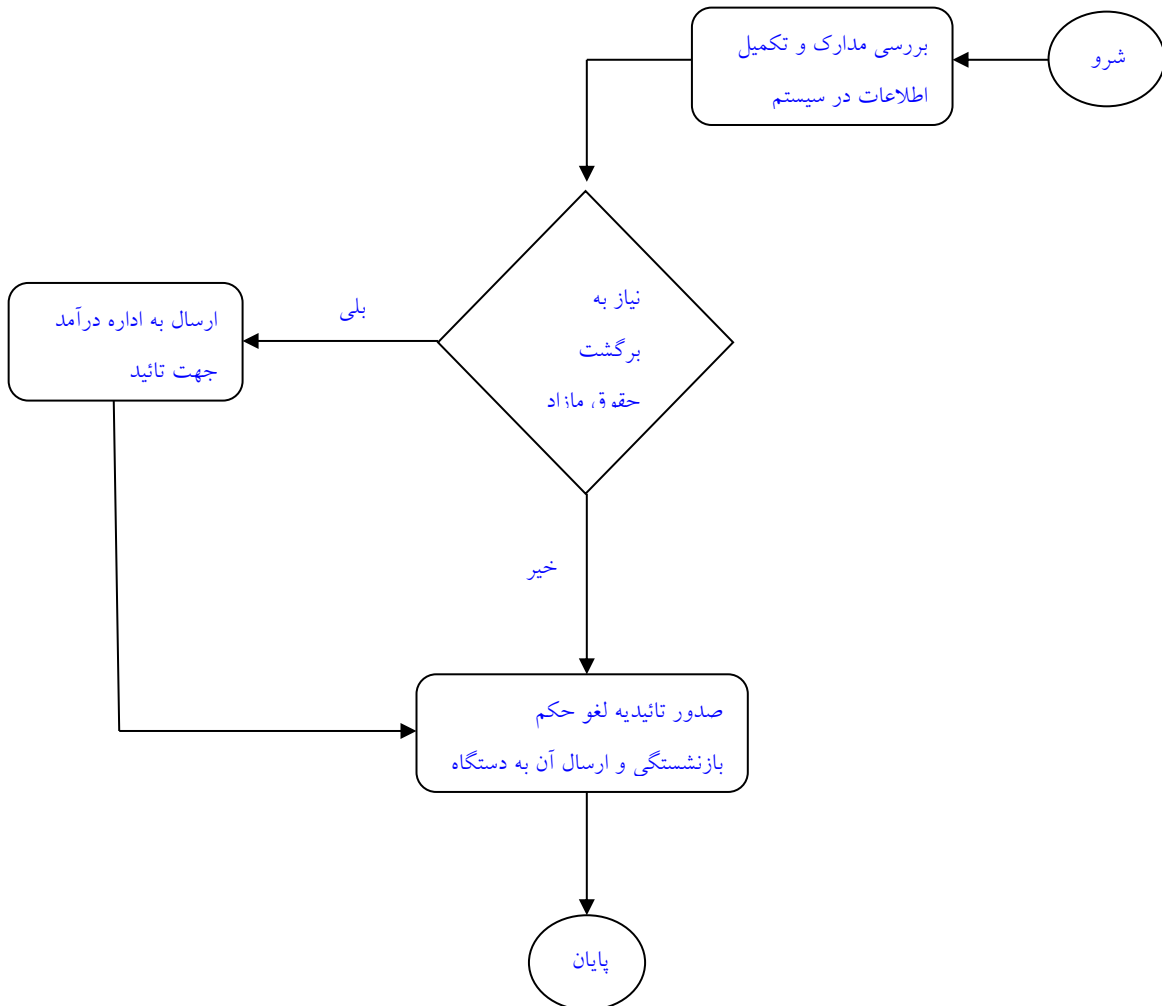 شرو
بررسی مدارک و تکمیل
اطلاعات در سیستم
نیاز به
برگشت
حقوق مازاد
بلی
ارسال به اداره درآمد
جهت تائید
خیر
صدور تائیدیه لغو حکم
بازنشستگی و ارسال آن به دستگاه
پایان